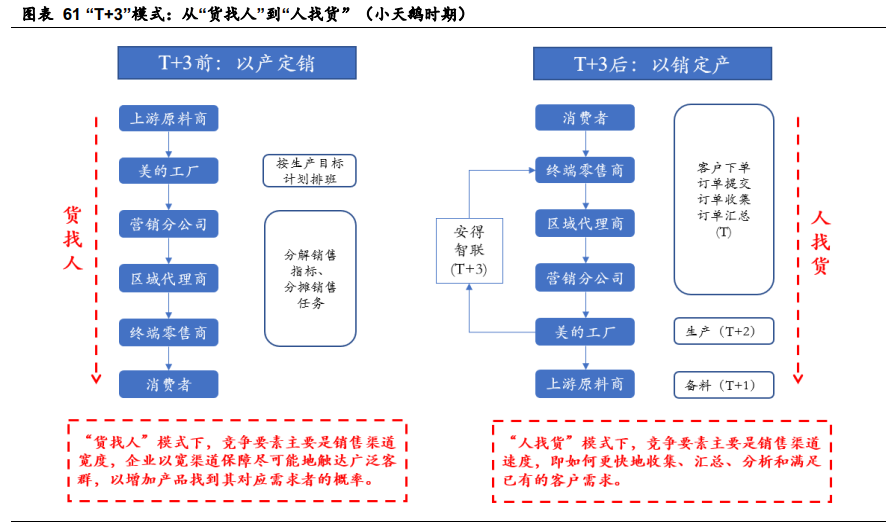 图表 61 “T+3”模式：从“货找人”到“人找货”（小天鹅时期）
T+3前：以产定销
上游原料商
美的工厂
营销分公司
区域代理商
终端零售商
消费者
货
找
人
按生产目标
计划排班
分解销售
指标、
分摊销售
任务
“货找人”模式下，竞争要素主要是销售渠道
宽度，企业以宽渠道保障尽可能地触达广泛客
群，以增加产品找到其对应需求者的概率。
T+3后：以销定产
消费者
终端零售商
区域代理商
营销分公司
美的工厂
上游原料商
安得
智联
(T+3)
客户下单
订单提交
订单收集
订单汇总
(T)
生产（T+2）
备料（T+1）
人
找
货
“人找货”模式下，竞争要素主要是销售渠道
速度，即如何更快地收集、汇总、分析和满足
已有的客户需求。